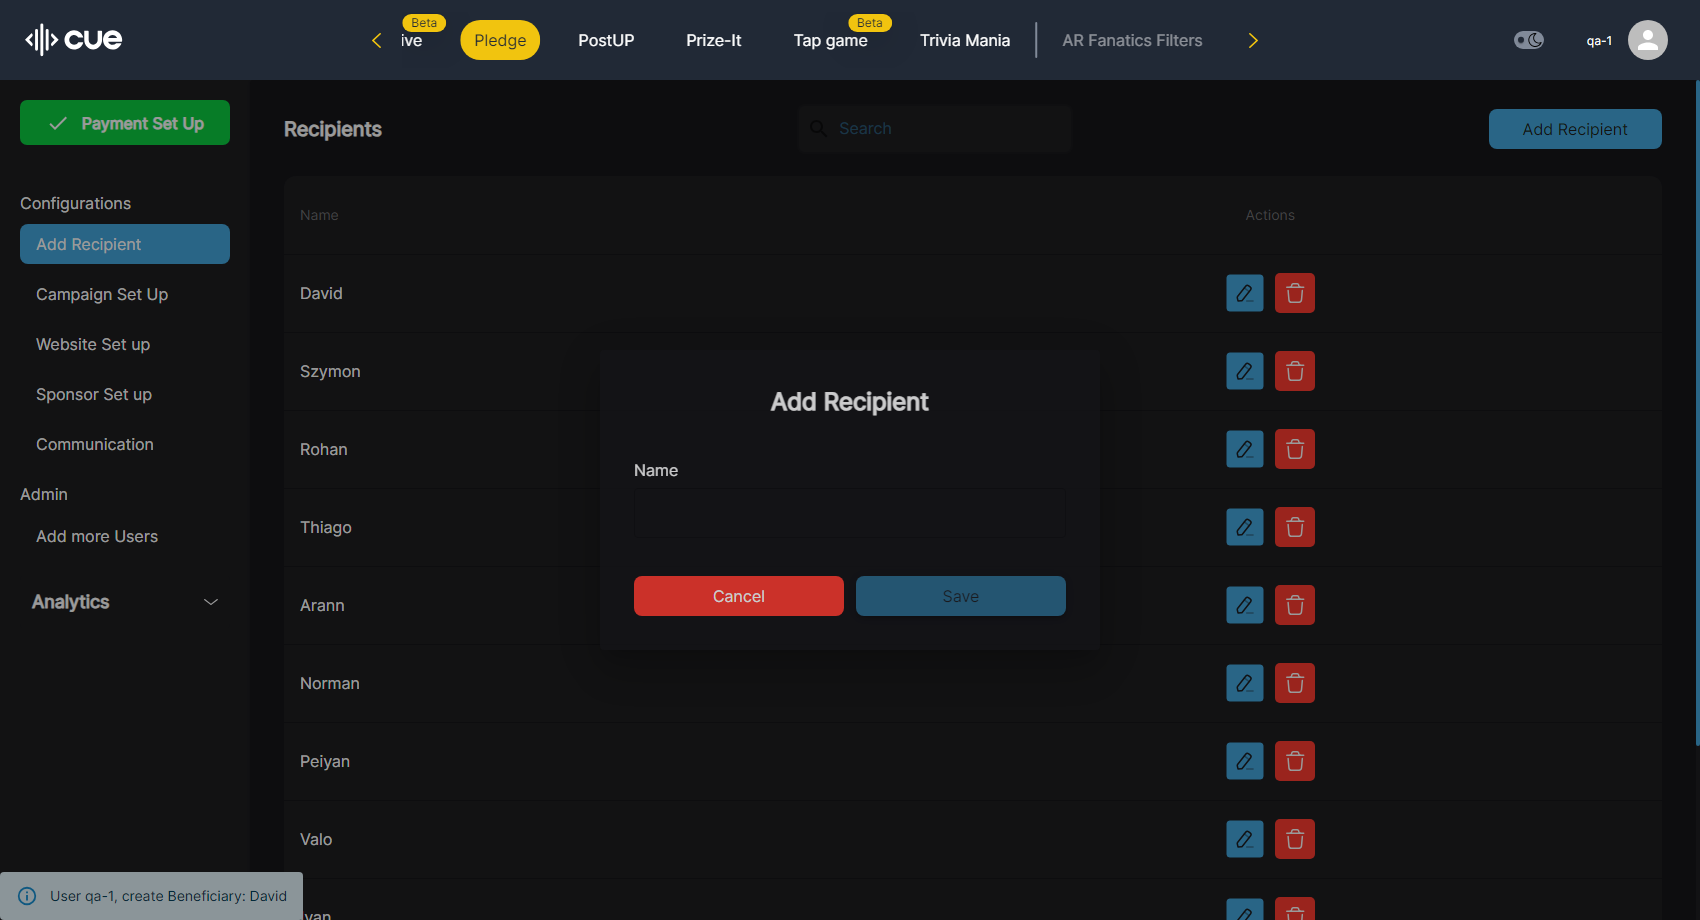 cue
ive
Beta
Pledge
PostUP
Prize-It
Tap game
Beta
Trivia Mania
AR Fanatics Filters
qa-1
Payment Set Up
Configurations
Add Recipient
Campaign Set Up
Website Set up
Sponsor Set up
Communication
Admin
Add more Users
Analytics
Recipients
Search
Add Recipient
Name
Actions
David
Szymon
Rohan
Thiago
Arann
Norman
Peiyan
Valo
Add Recipient
Name
Cancel
Save
User qa-1, create Beneficiary: David